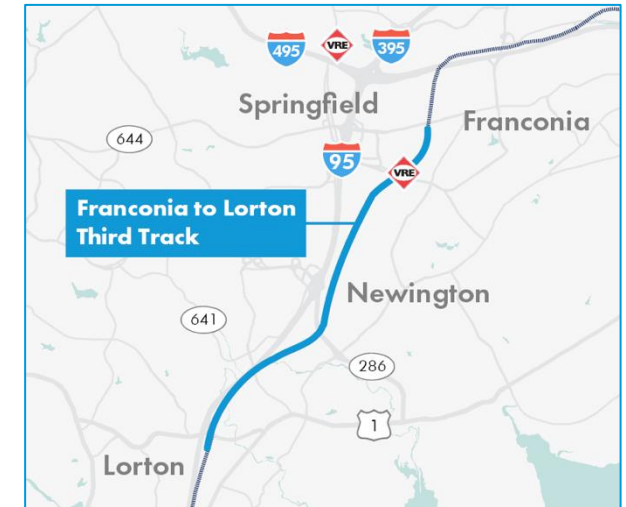 495 VRE 395
Springfield
Franconia
644
95
VRE
Franconia to Lorton
Third Track
Newington
641
286
1
Lorton